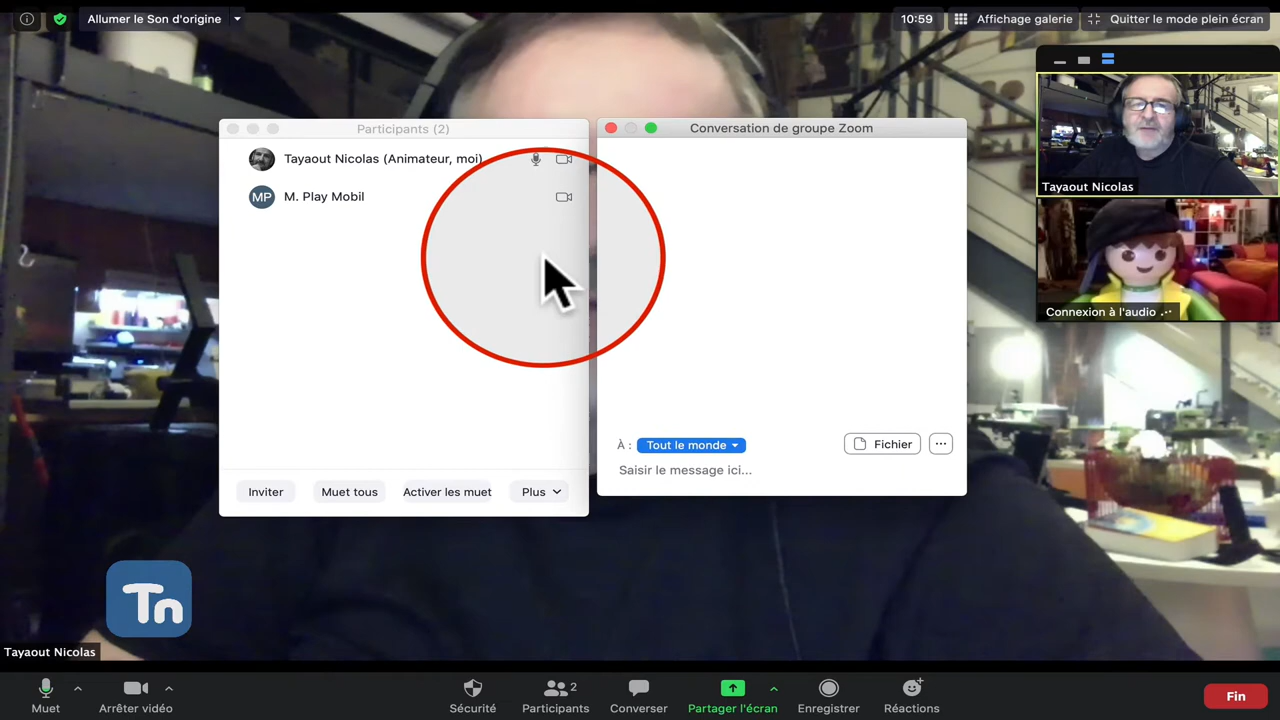 Allumer le Son d'origine
10:59
Affichage galerie
Quitter le mode plein écran
Participants (2)
Tayaout Nicolas (Animateur, moi)
MP M. Play Mobil
Inviter
Muet tous
Activer les muet
Plus
Conversation de groupe Zoom
À : Tout le monde
Fichier
Saisir le message ici...
Tayaout Nicolas
Connexion à l'audio ...
Tn
Tayaout Nicolas
Muet
Arrêter vidéo
Sécurité
2
Participants
Converser
Partager l'écran
Enregistrer
Réactions
Fin